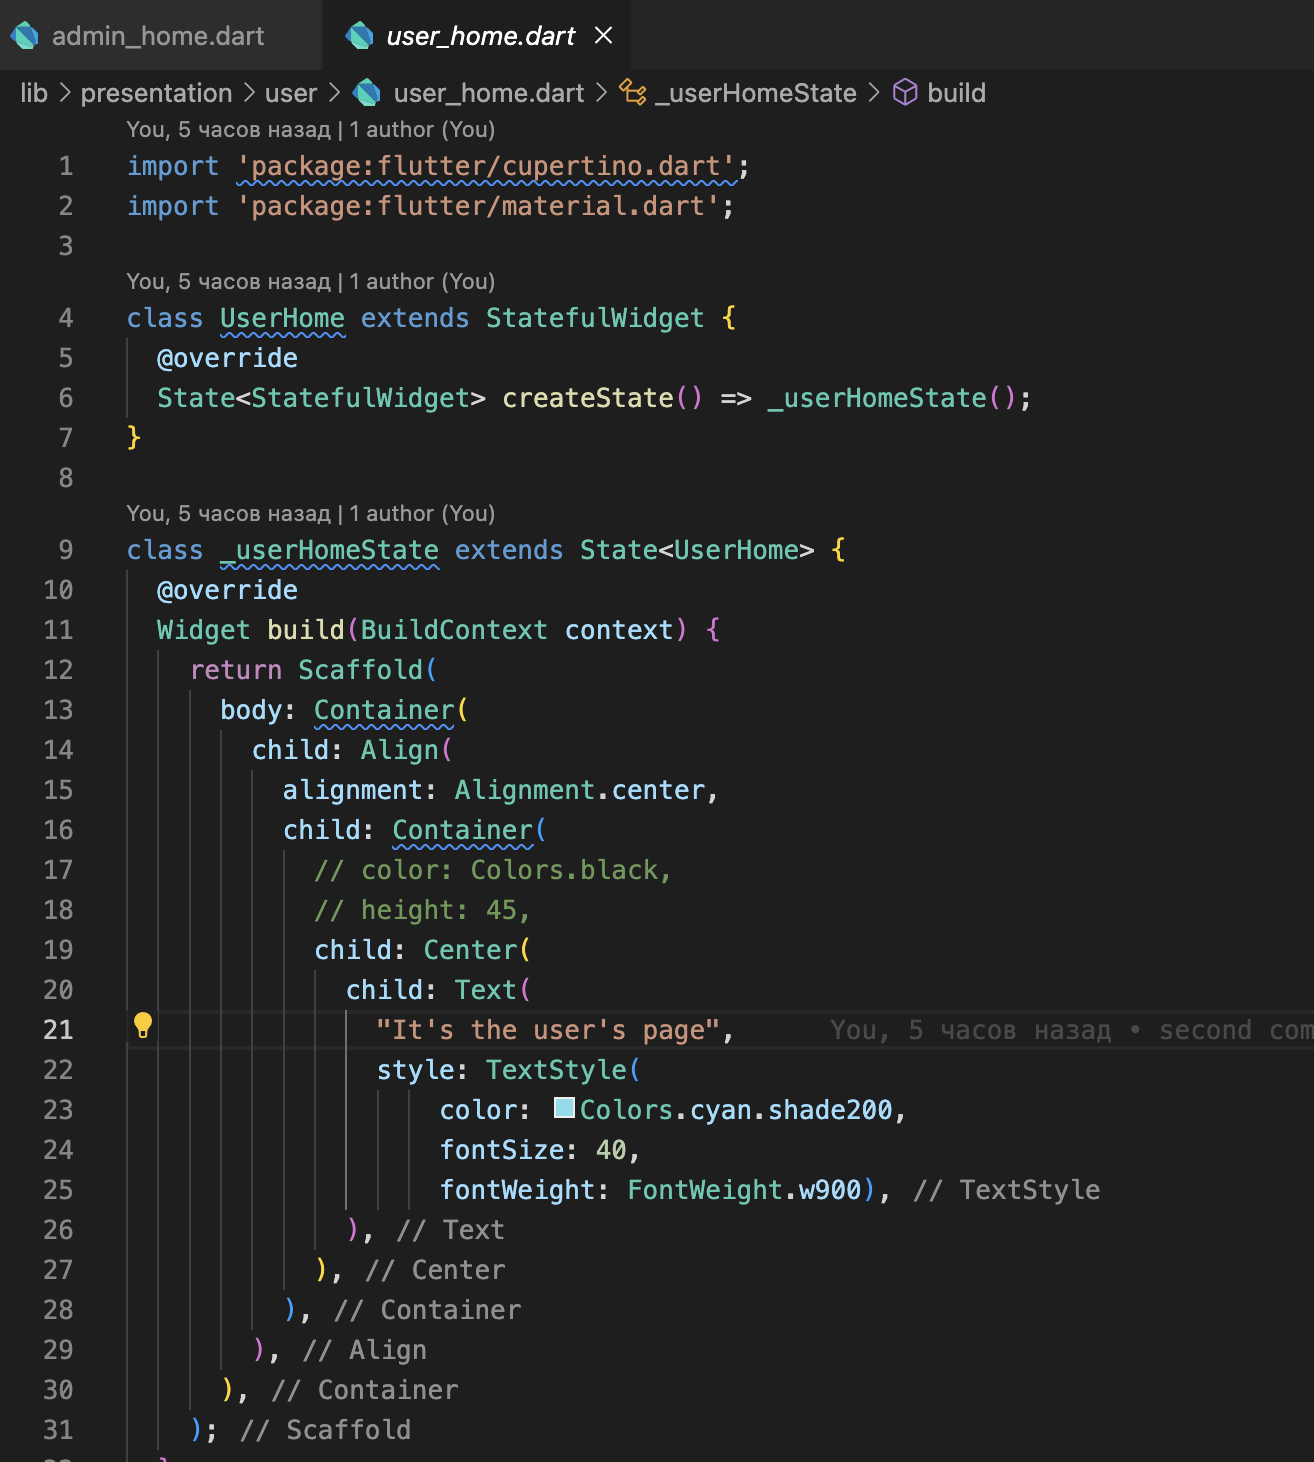 admin_home.dart user_home.dart
lib > presentation > user > user_home.dart > _userHomeState > build
You, 5 часов назад | 1 author (You)
1 import 'package:flutter/cupertino.dart';
2 import 'package:flutter/material.dart';
3
You, 5 часов назад | 1 author (You)
4 class UserHome extends StatefulWidget {
5   @override
6   State<StatefulWidget> createState() => _userHomeState();
7 }
8
You, 5 часов назад | 1 author (You)
9 class _userHomeState extends State<UserHome> {
10   @override
11   Widget build(BuildContext context) {
12     return Scaffold(
13       body: Container(
14         child: Align(
15           alignment: Alignment.center,
16           child: Container(
17             // color: Colors.black,
18             // height: 45,
19             child: Center(
20               child: Text(
21                 "It's the user's page", You, 5 часов назад • second com
22                 style: TextStyle(
23                     color: Colors.cyan.shade200,
24                     fontSize: 40,
25                     fontWeight: FontWeight.w900), // TextStyle
26               ), // Text
27             ), // Center
28           ), // Container
29         ), // Align
30       ), // Container
31     ); // Scaffold